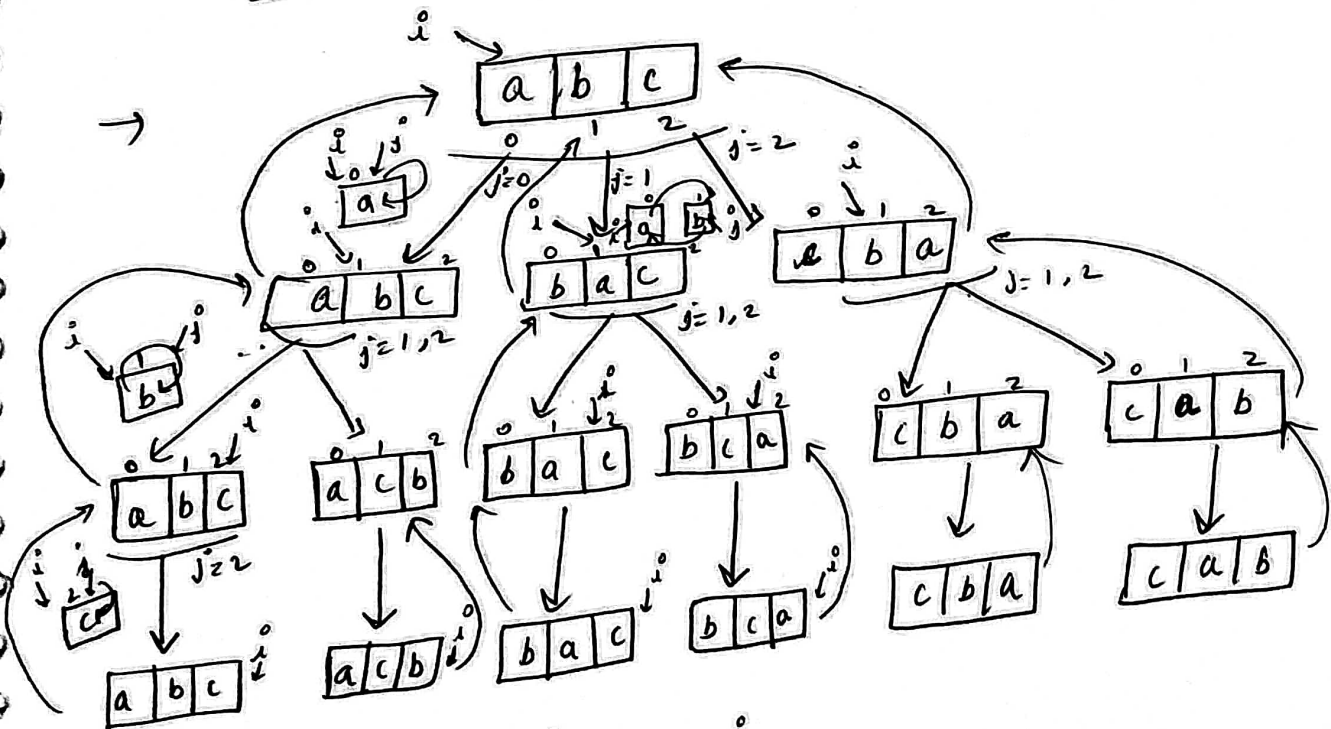 i
→ a b c
0 1 2
i j
0
a
j=0 j=1 j=2
i
0 1 2
a b c
i
i a b j
0 1 2
b a c
i
0 1 2
c b a
j=1,2
j=1,2
j=1,2
i j
1
b
0 1 2 i
a b c
0 1 2
a c b
i
0 1 2
b a c
i
0 1 2
b c a
0 1 2
c b a
0 1 2
c a b
j=2
i j
2
c
a b c i
a c b i
b a c i
b c a i
c b a
c a b